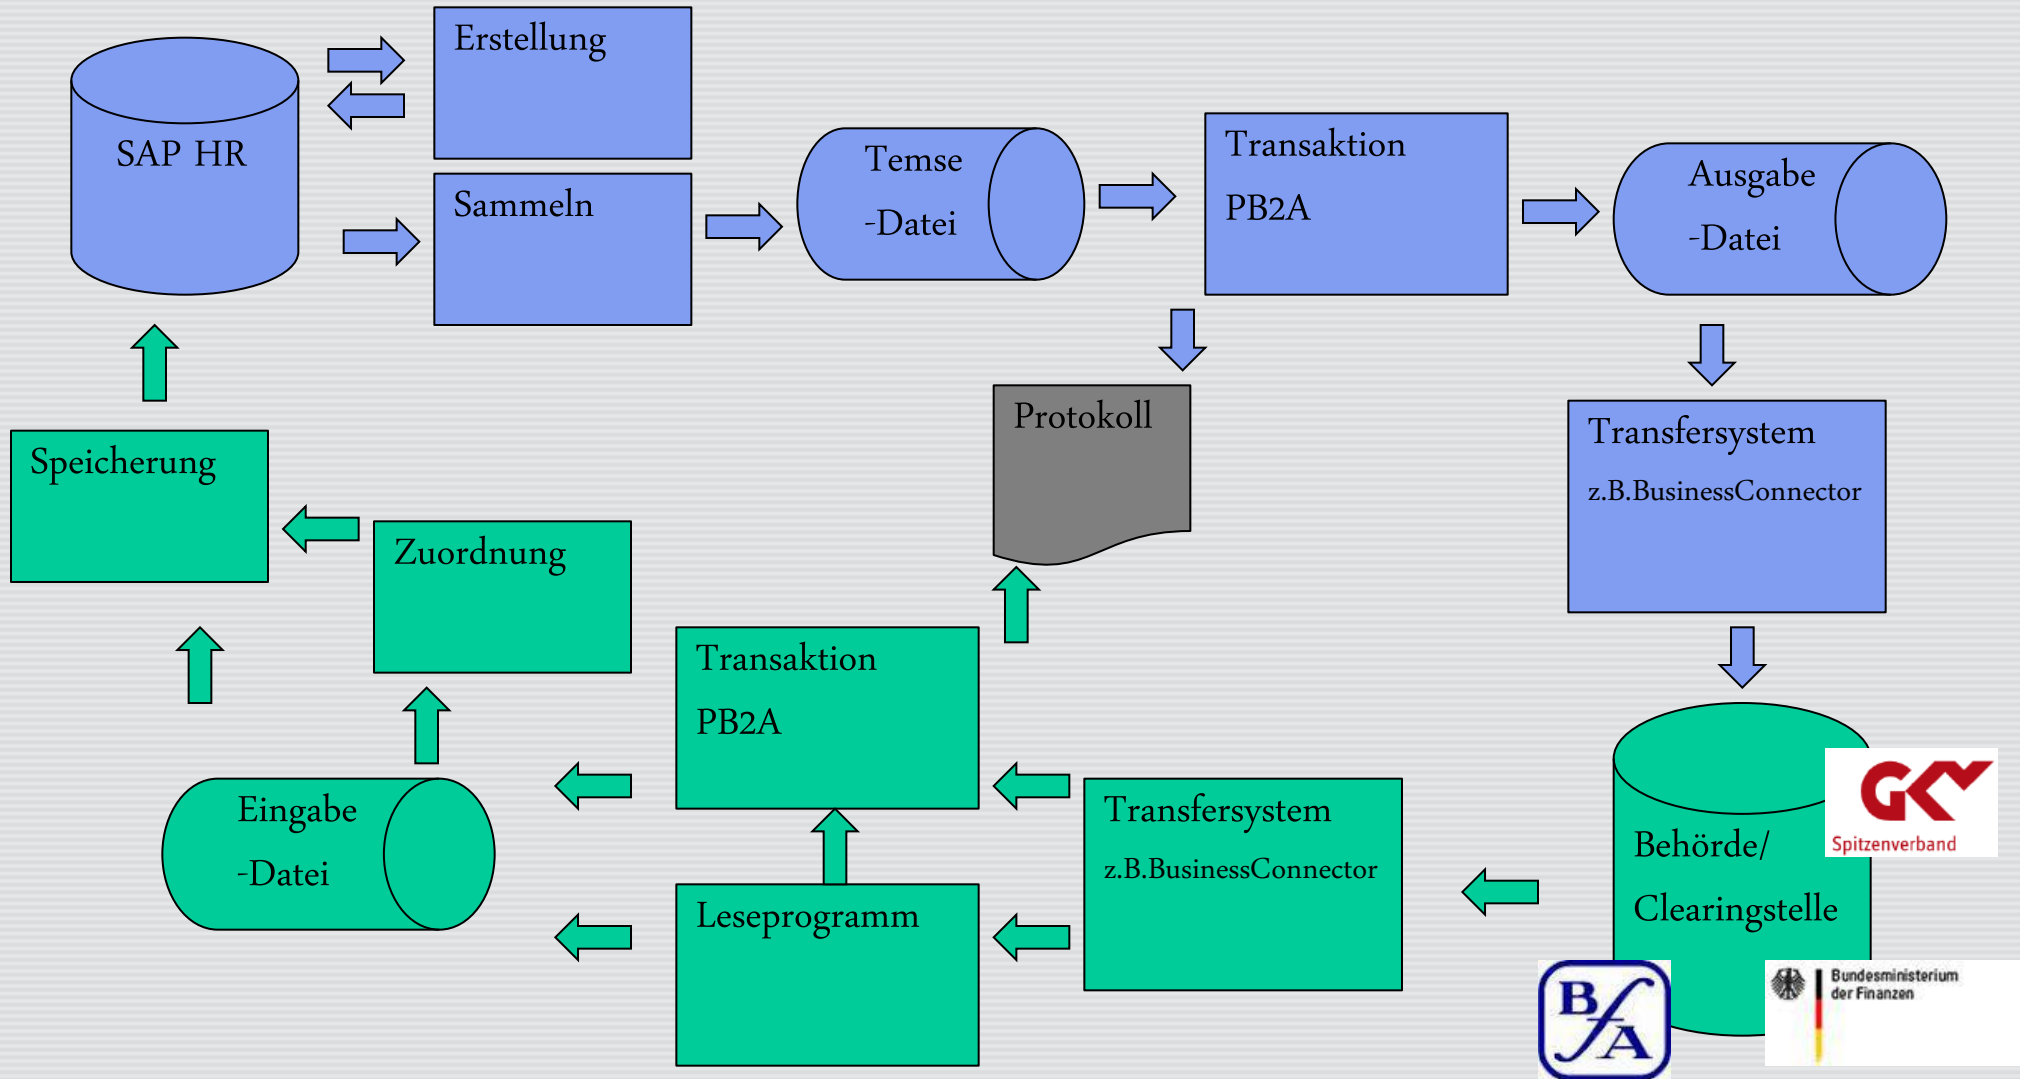 Erstellung
SAP HR
Sammeln
Temse
-Datei
Transaktion
PB2A
Ausgabe
-Datei
Protokoll
Transfersystem
z.B.BusinessConnector
Speicherung
Zuordnung
Transaktion
PB2A
Eingabe
-Datei
Transfersystem
z.B.BusinessConnector
Leseprogramm
Behörde/
Clearingstelle
GKV
Spitzenverband
BfA
Bundesministerium
der Finanzen